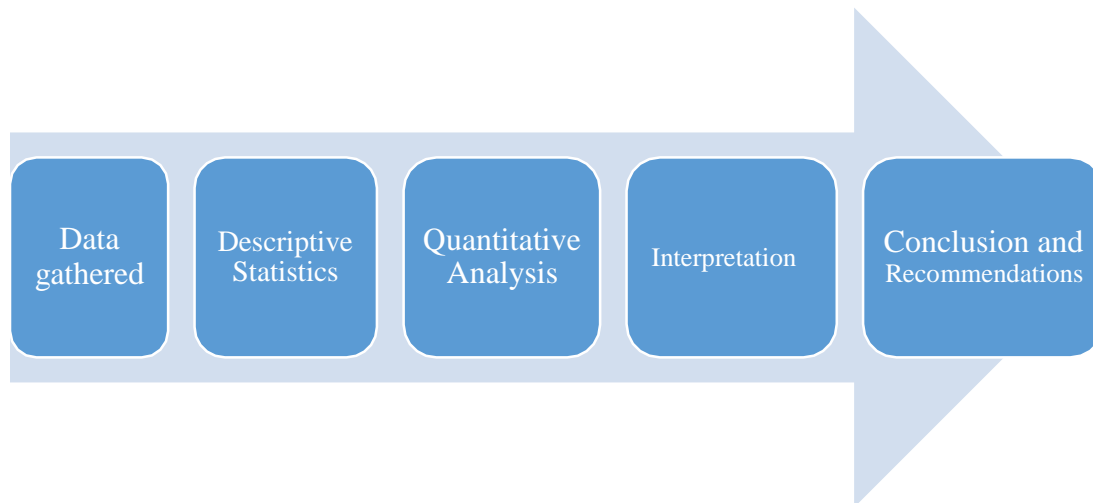 Data
gathered
Descriptive
Statistics
Quantitative
Analysis
Interpretation
Conclusion and
Recommendations